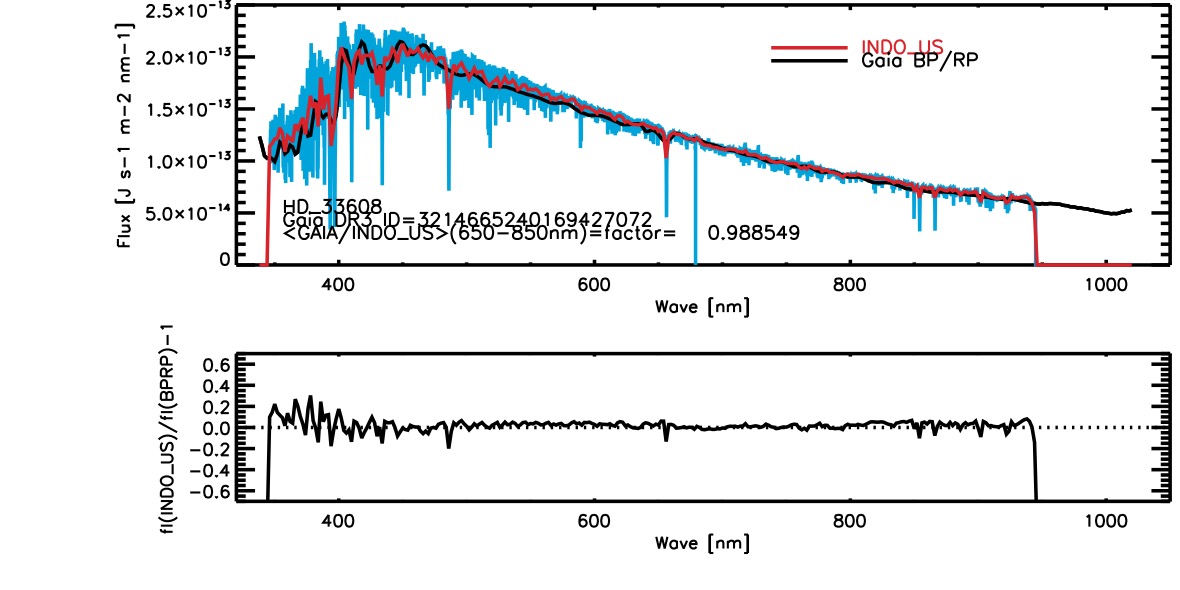 2.5×10−13
2.0×10−13
1.5×10−13
1.0×10−13
5.0×10−14
0
Flux [J s−1 m−2 nm−1]
INDO_US
Gaia BP/RP
HD_33608
Gaia DR3 ID=3214665240169427072
<GAIA/INDO_US>(650−850nm)=factor= 0.988549
400 600 800 1000
Wave [nm]
0.6
0.4
0.2
0.0
−0.2
−0.4
−0.6
fl(INDO_US)/fl(BPRP)−1
400 600 800 1000
Wave [nm]